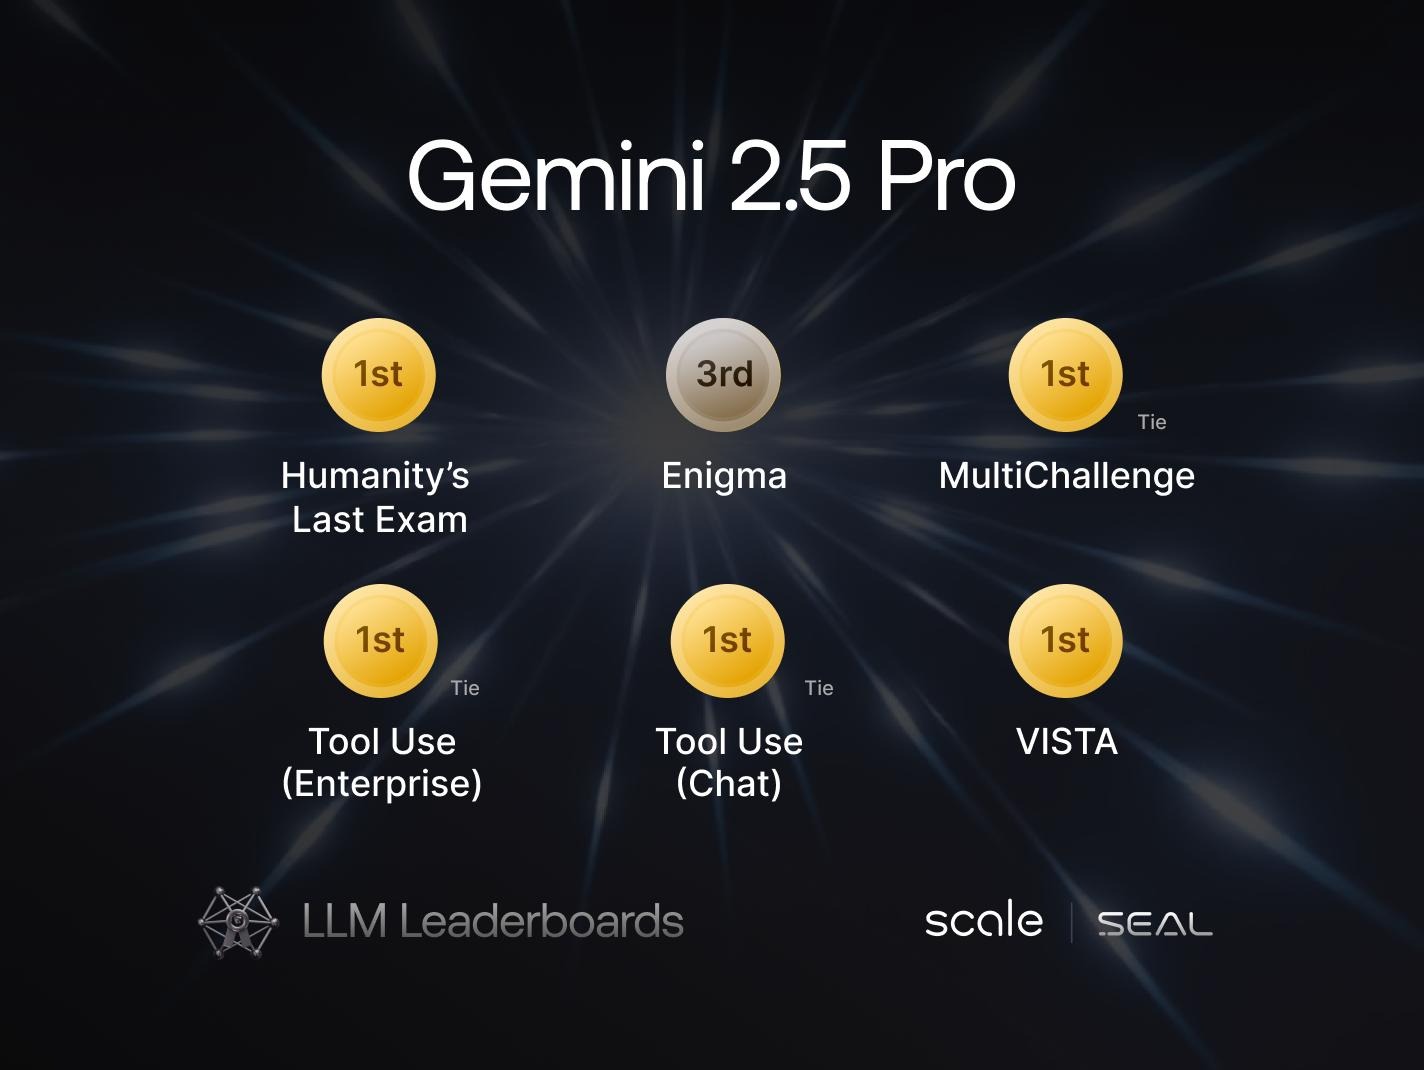 Gemini 2.5 Pro
1st
3rd
1st
Tie
Humanity’s
Last Exam
Enigma
MultiChallenge
1st
Tie
1st
Tie
1st
Tool Use
(Enterprise)
Tool Use
(Chat)
VISTA
LLM Leaderboards
scale
SEAL